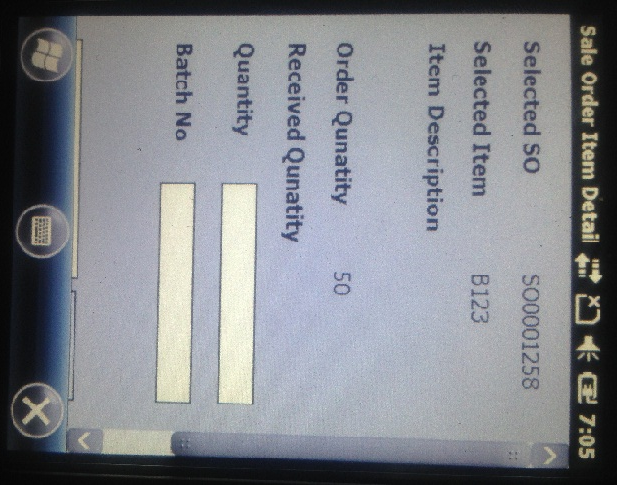 Sale Order Item Detail 7:05
Selected SO SO0001258
Selected Item B123
Item Description
Order Qunatity 50
Received Qunatity
Quantity
Batch No